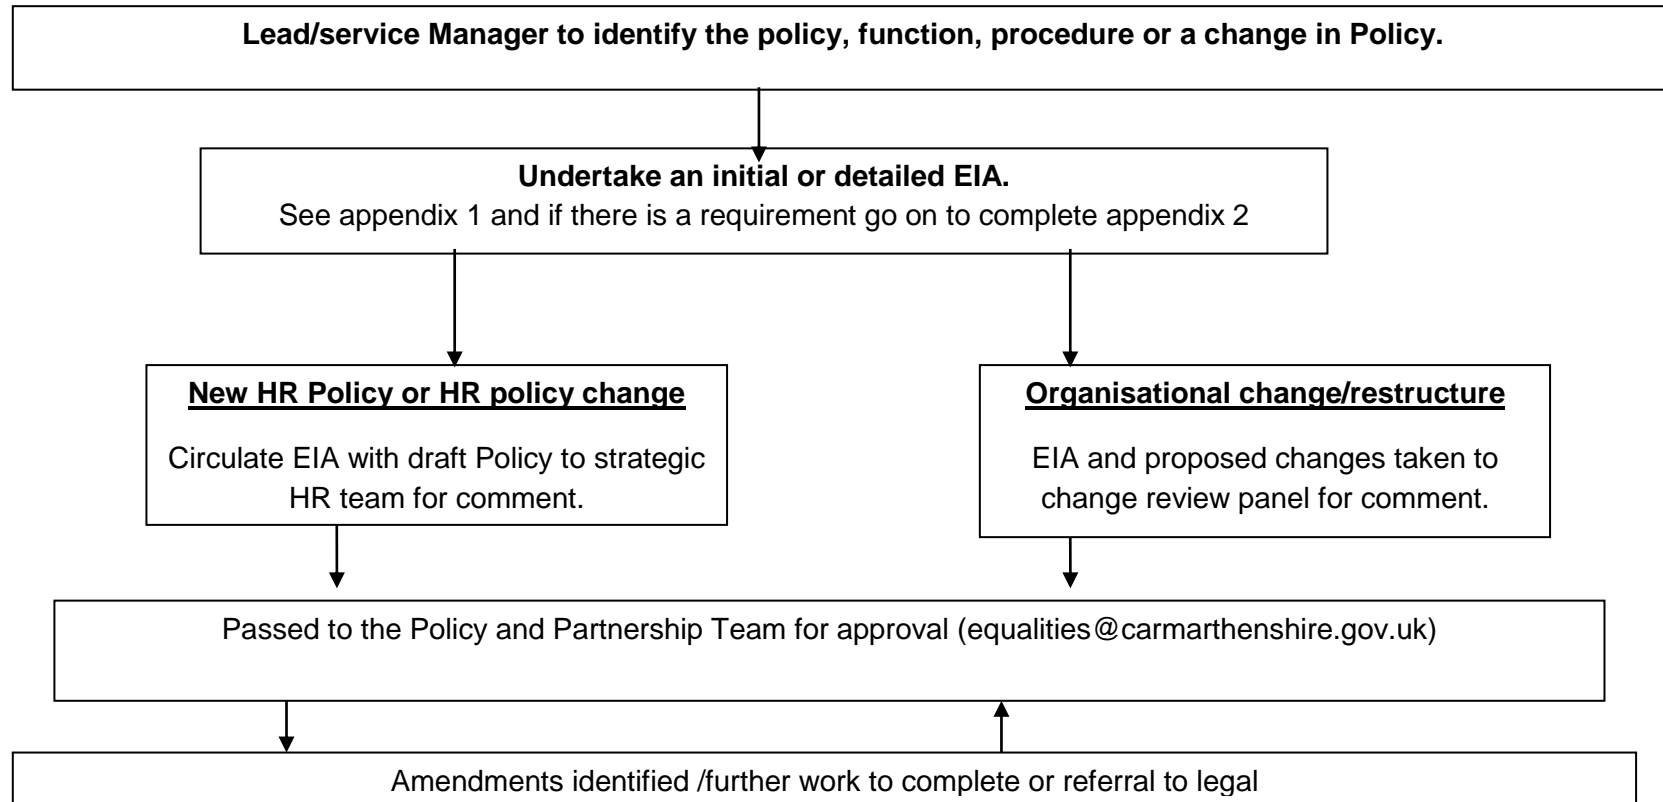 Lead/service Manager to identify the policy, function, procedure or a change in Policy.
Undertake an initial or detailed EIA.
See appendix 1 and if there is a requirement go on to complete appendix 2
New HR Policy or HR policy change
Circulate EIA with draft Policy to strategic
HR team for comment.
Organisational change/restructure
EIA and proposed changes taken to
change review panel for comment.
Passed to the Policy and Partnership Team for approval (equalities@carmarthenshire.gov.uk)
Amendments identified /further work to complete or referral to legal